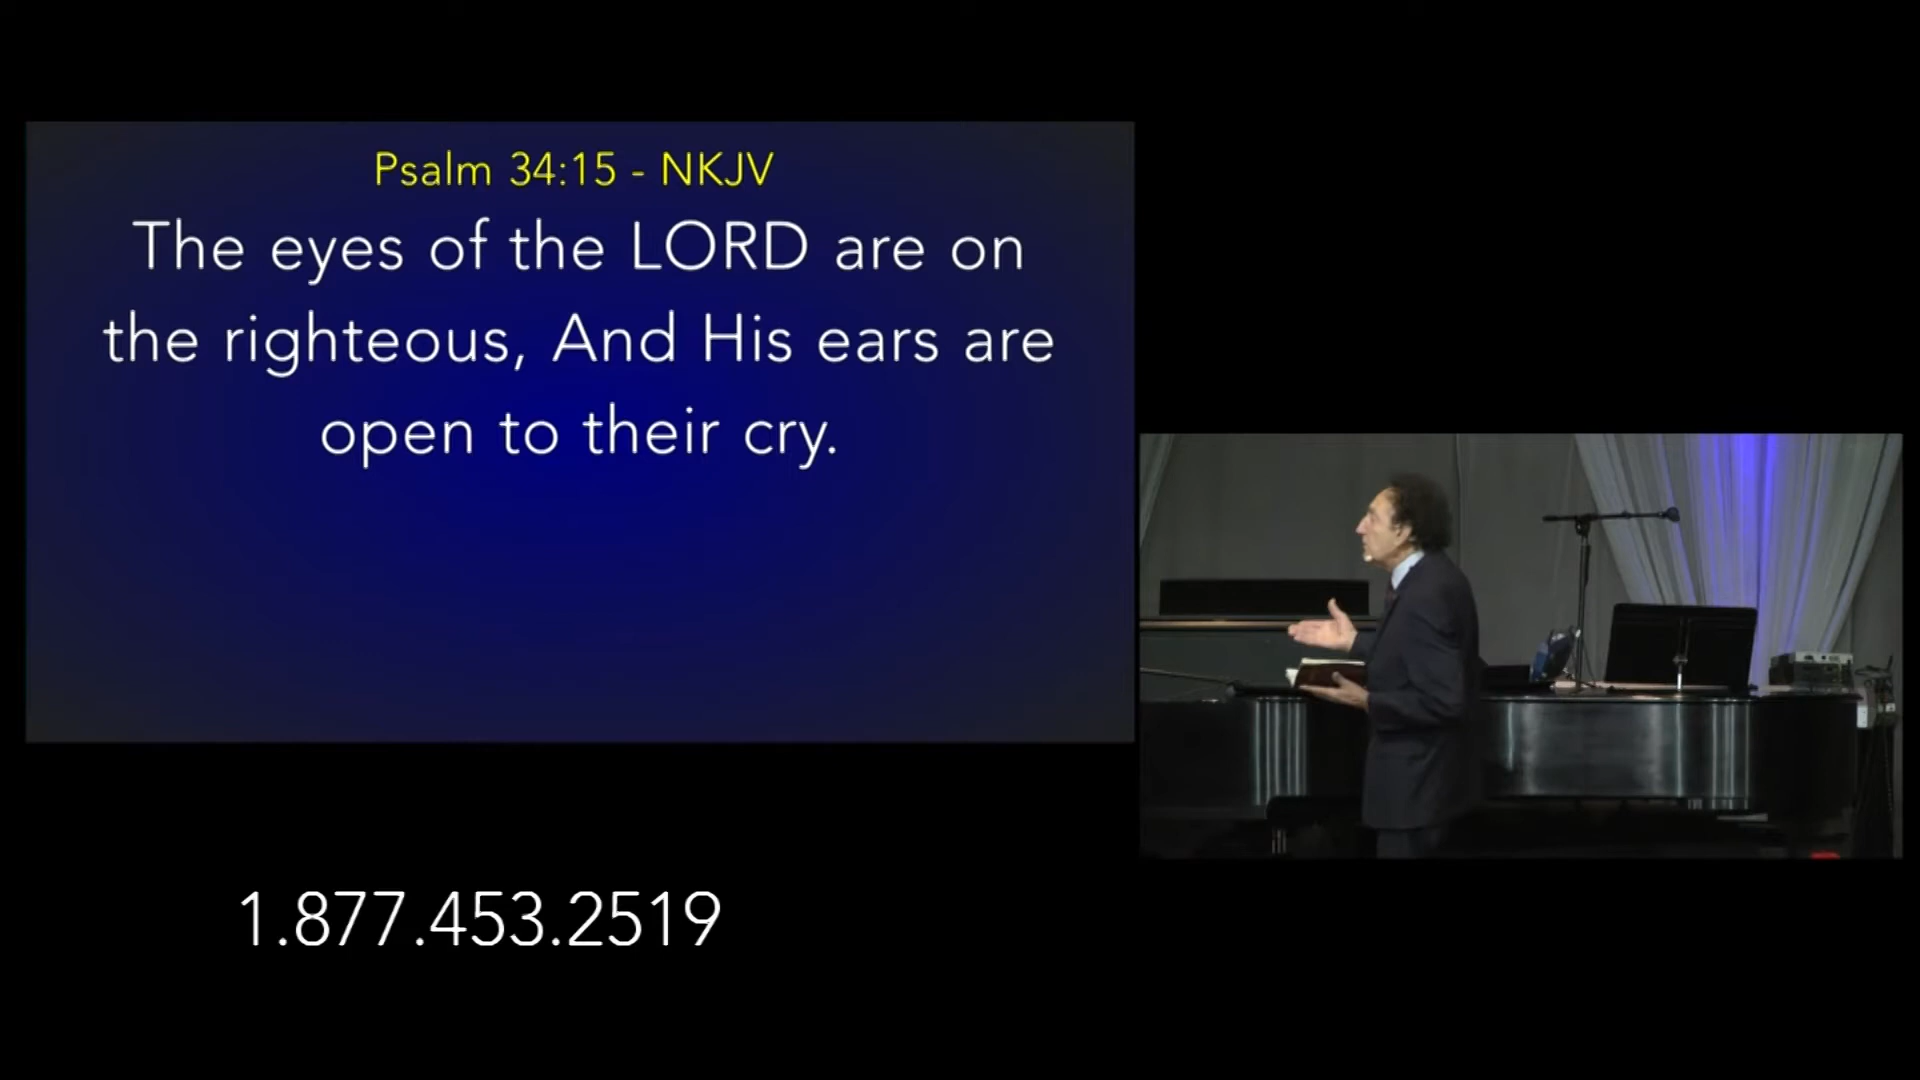 Psalm 34:15 - NKJV
The eyes of the LORD are on
the righteous, And His ears are
open to their cry.
1.877.453.2519